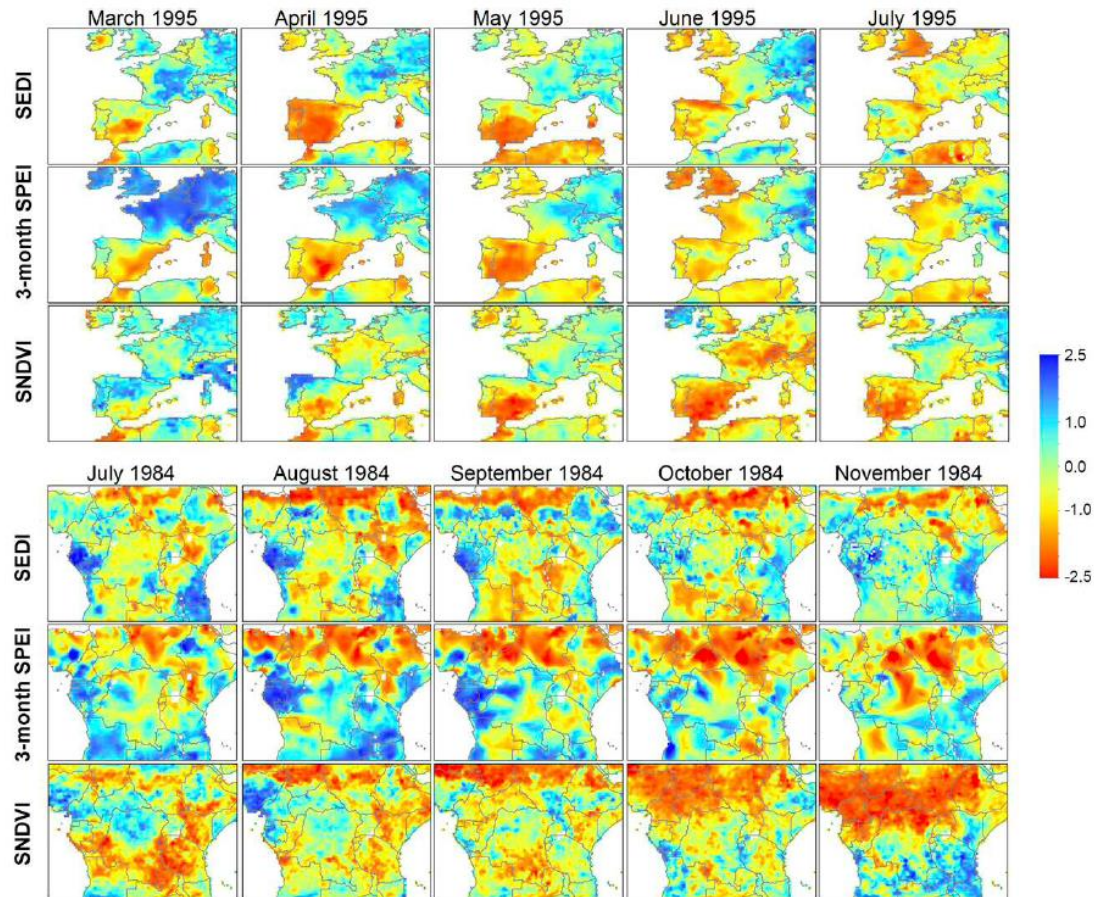 March 1995 April 1995 May 1995 June 1995 July 1995
SEDI
3-month SPEI
SNDVI
2.5
1.0
0.0
-1.0
-2.5
July 1984 August 1984 September 1984 October 1984 November 1984
SEDI
3-month SPEI
SNDVI